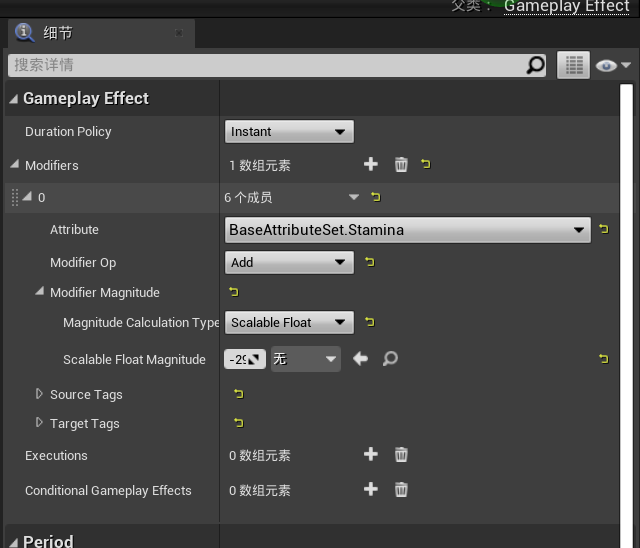 父类： Gameplay Effect
细节
搜索详情
Gameplay Effect
Duration Policy Instant
Modifiers 1 数组元素
0 6 个成员
Attribute BaseAttributeSet.Stamina
Modifier Op Add
Modifier Magnitude
Magnitude Calculation Type Scalable Float
Scalable Float Magnitude 无
Source Tags
Target Tags
Executions 0 数组元素
Conditional Gameplay Effects 0 数组元素
Period